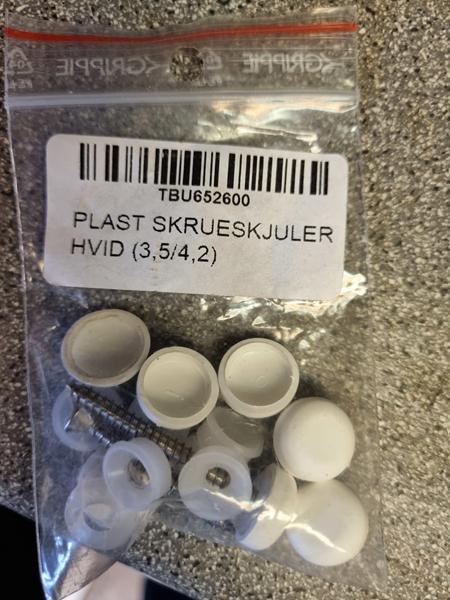 GRIPPIE GRIPPIE
TBU652600
PLAST SKRUESKJULER
HVID (3,5/4,2)